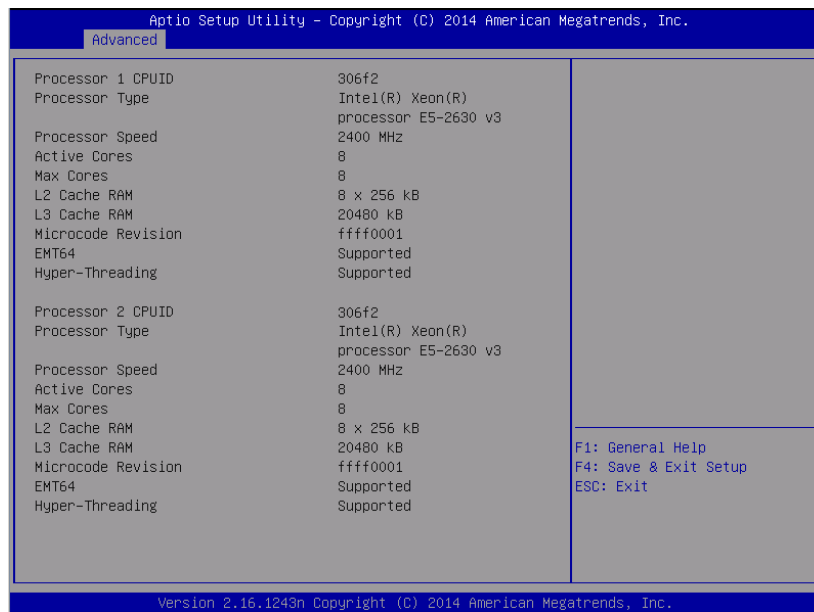 Aptio Setup Utility – Copyright (C) 2014 American Megatrends, Inc.
Advanced
Processor 1 CPUID 306f2
Processor Type Intel(R) Xeon(R)
processor E5-2630 v3
Processor Speed 2400 MHz
Active Cores 8
Max Cores 8
L2 Cache RAM 8 x 256 kB
L3 Cache RAM 20480 kB
Microcode Revision ffff0001
EMT64 Supported
Hyper-Threading Supported
Processor 2 CPUID 306f2
Processor Type Intel(R) Xeon(R)
processor E5-2630 v3
Processor Speed 2400 MHz
Active Cores 8
Max Cores 8
L2 Cache RAM 8 x 256 kB
L3 Cache RAM 20480 kB
Microcode Revision ffff0001
EMT64 Supported
Hyper-Threading Supported
F1: General Help
F4: Save & Exit Setup
ESC: Exit
Version 2.16.1243n Copyright (C) 2014 American Megatrends, Inc.